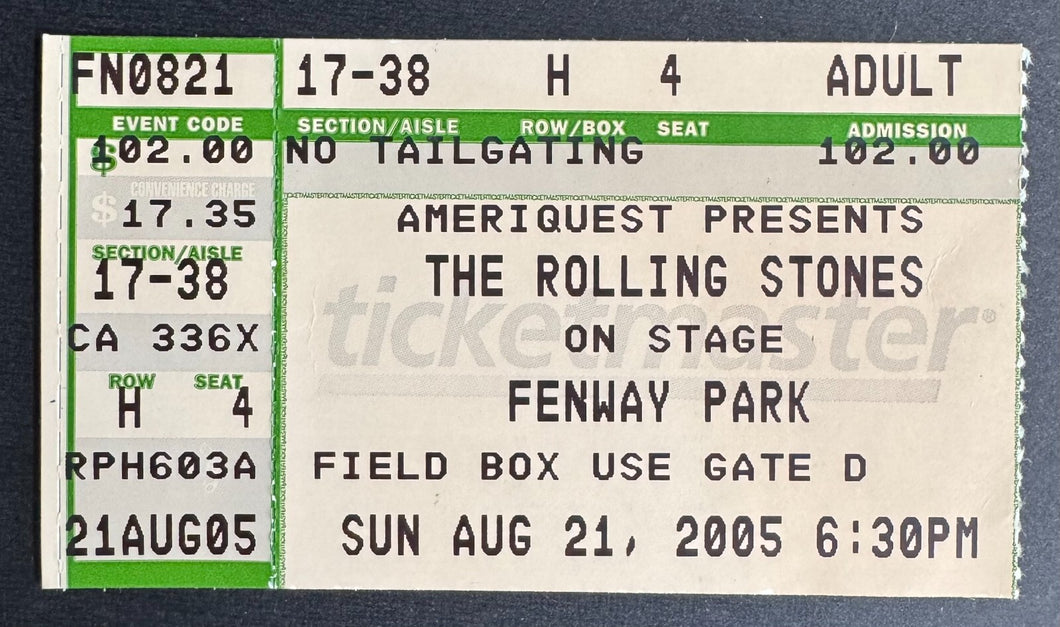 FN0821 17-38 H 4 ADULT
EVENT CODE SECTION/AISLE ROW/BOX SEAT ADMISSION
$ 102.00 NO TAILGATING 102.00
CONVENIENCE CHARGE
$ 17.35
AMERIQUEST PRESENTS
SECTION/AISLE
17-38
THE ROLLING STONES
ticketmaster®
CA 336X
ON STAGE
ROW SEAT
H 4
FENWAY PARK
RPH603A
FIELD BOX USE GATE D
21AUG05
SUN AUG 21, 2005 6:30PM